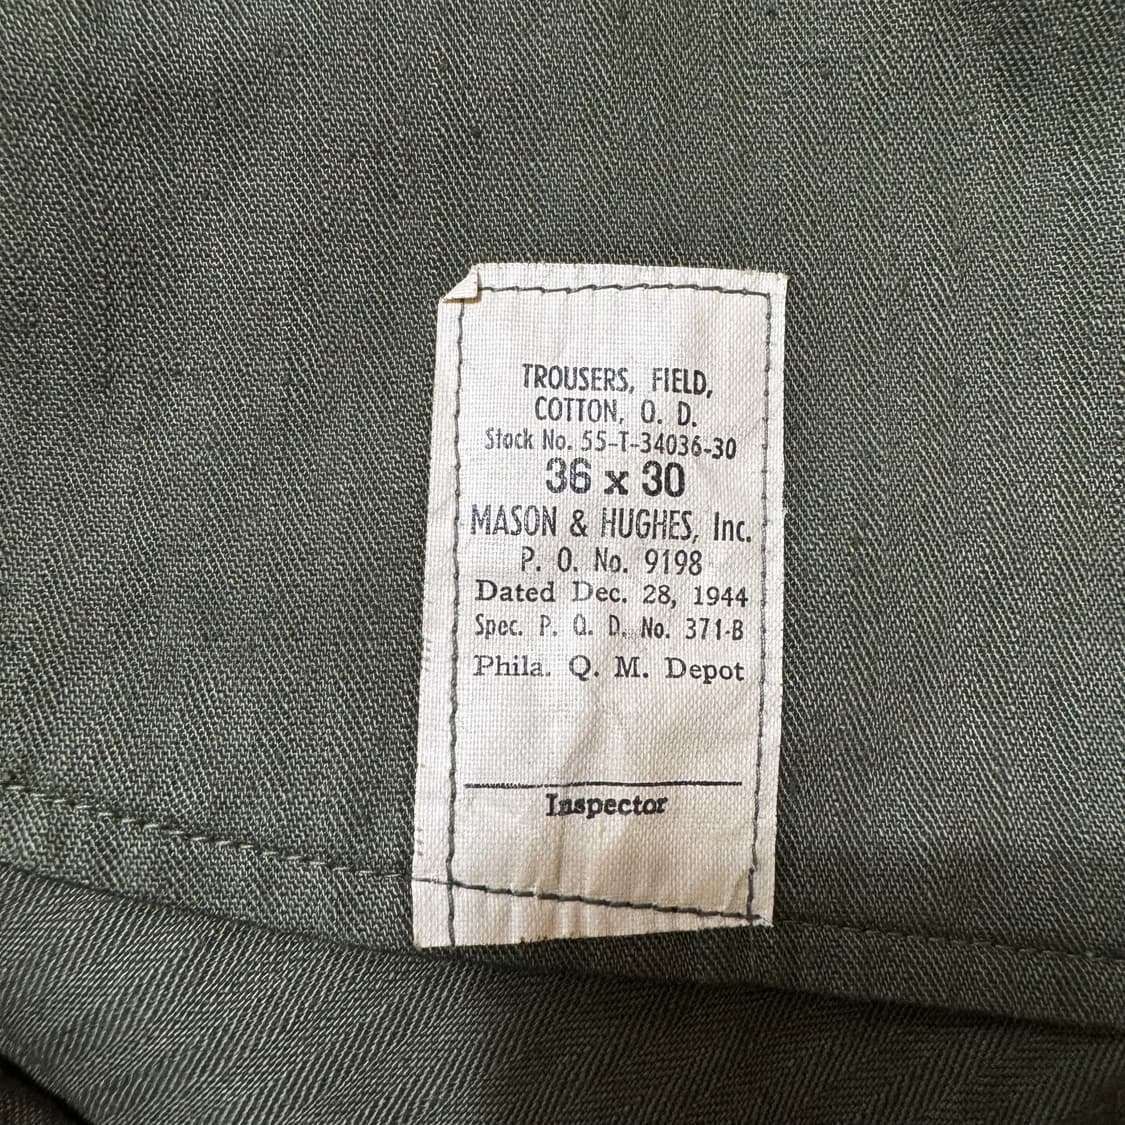 TROUSERS, FIELD,
COTTON, O. D.
Stock No. 55-T-34036-30
36 x 30
MASON & HUGHES, Inc.
P. O. No. 9198
Dated Dec. 28, 1944
Spec. P. Q. D. No. 371-B
Phila. Q. M. Depot
Inspector